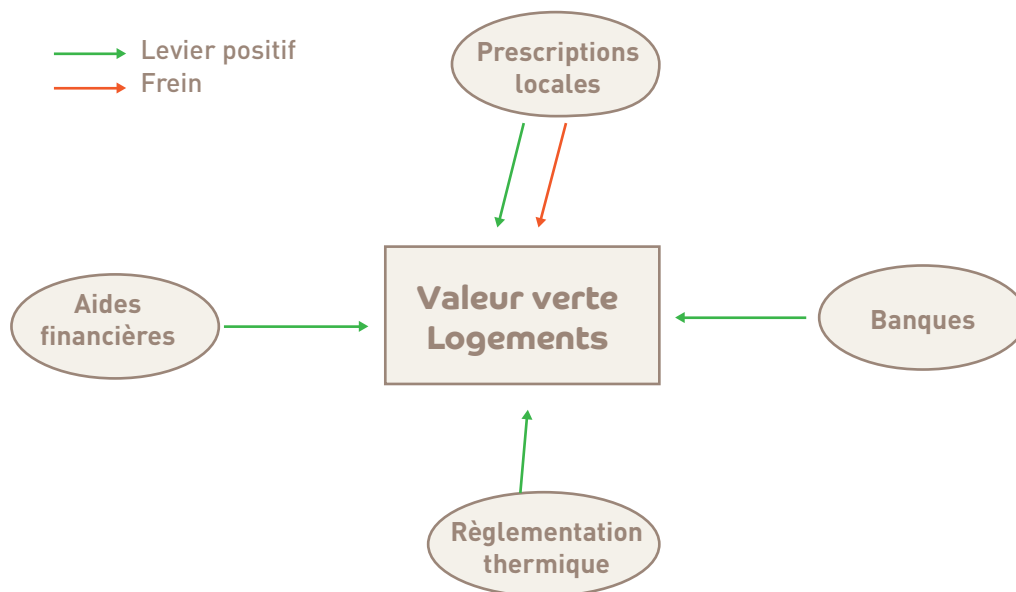 Levier positif
Frein
Prescriptions
locales
Aides
financières
Valeur verte
Logements
Banques
Règlementation
thermique